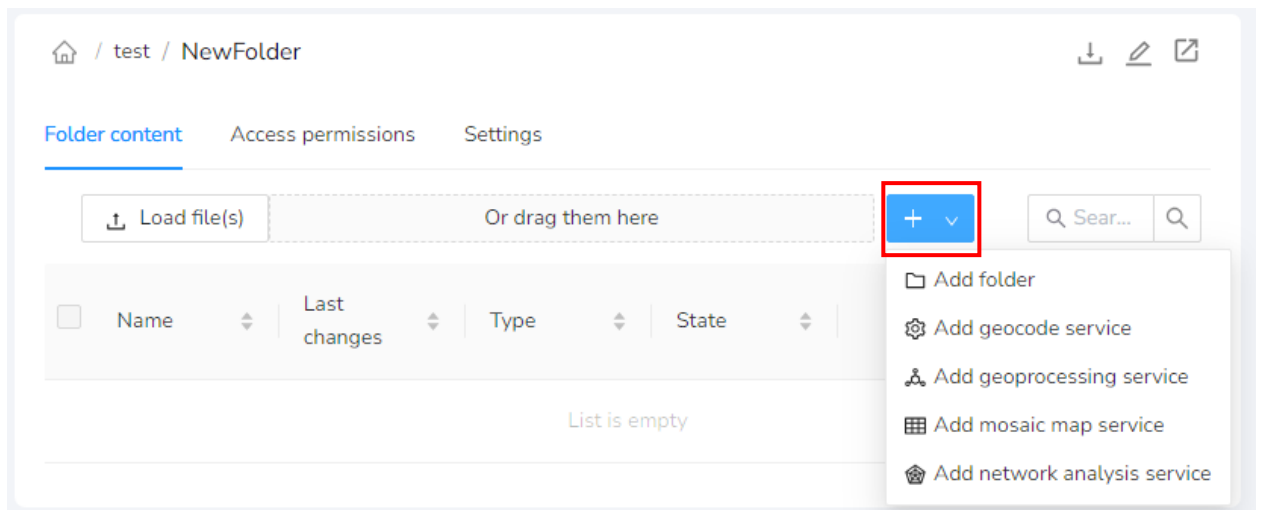 / test / NewFolder
Folder content Access permissions Settings
Load file(s) Or drag them here Sear...
Name Last changes Type State
List is empty
Add folder
Add geocode service
Add geoprocessing service
Add mosaic map service
Add network analysis service